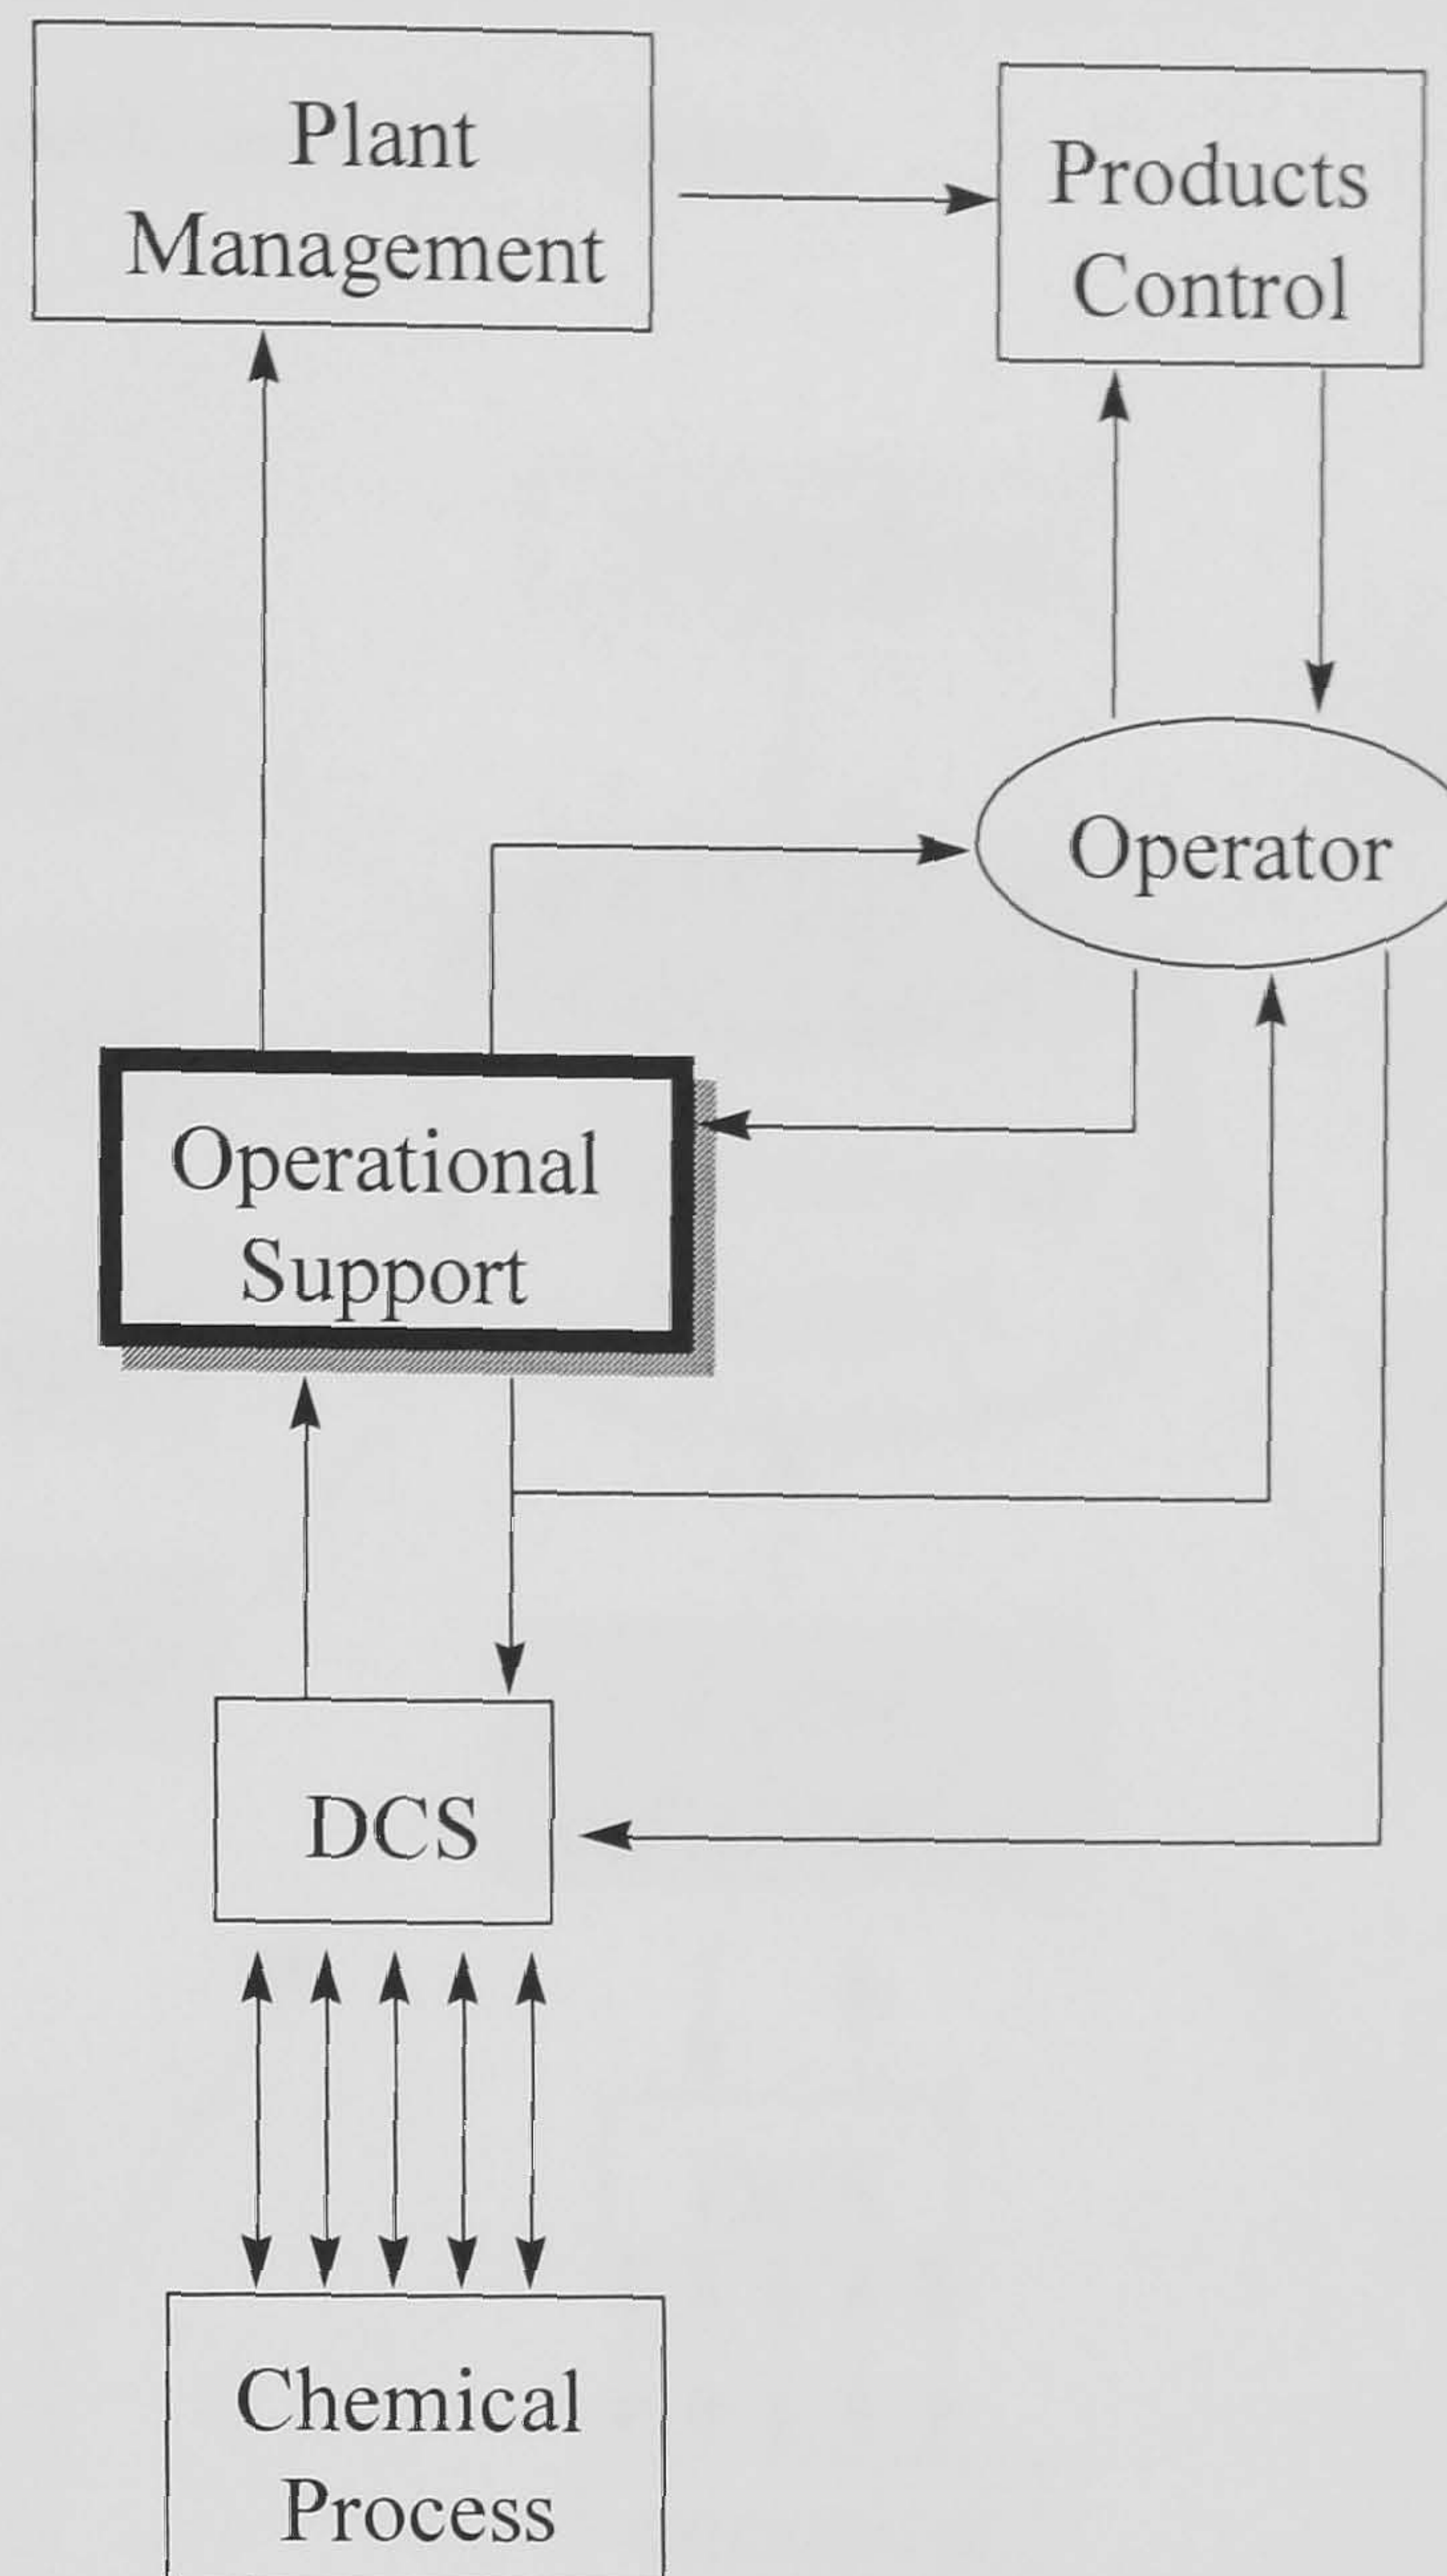 Plant
Management
Products
Control
Operator
Operational
Support
DCS
Chemical
Process